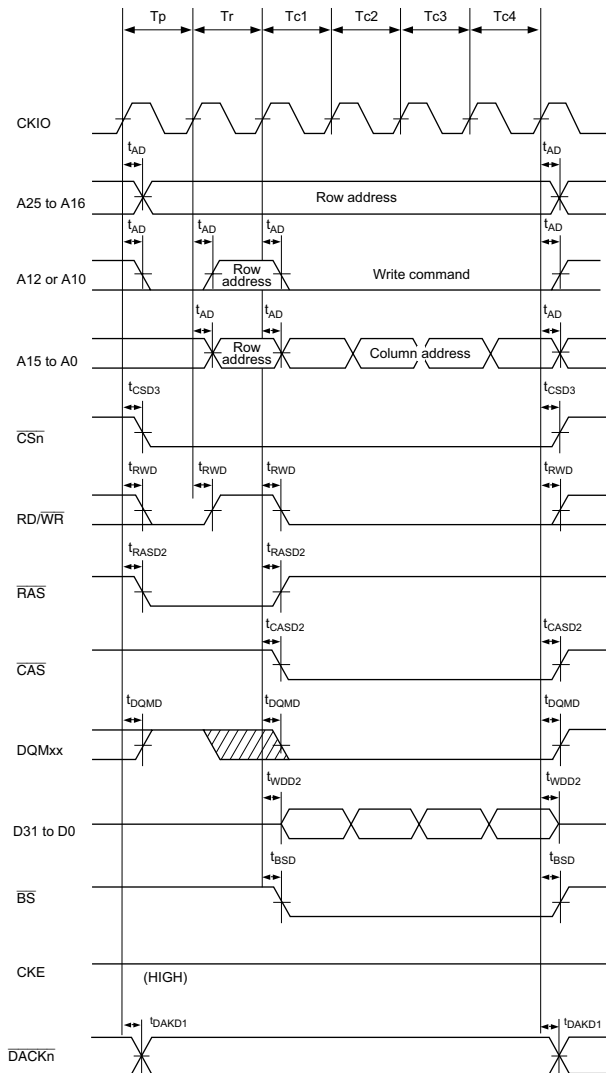 Tp Tr Tc1 Tc2 Tc3 Tc4
CKIO
tAD tAD
A25 to A16 Row address
tAD tAD tAD tAD
A12 or A10 Row address Write command
tAD tAD tAD
A15 to A0 Row address Column address
tCSD3 tCSD3
CSn
tRWD tRWD tRWD tRWD
RD/WR
tRASD2 tRASD2
RAS
tCASD2 tCASD2
CAS
tDQMD tDQMD tDQMD
DQMxx
tWDD2 tWDD2
D31 to D0
tBSD tBSD
BS
CKE
(HIGH)
tDAKD1 tDAKD1
DACKn